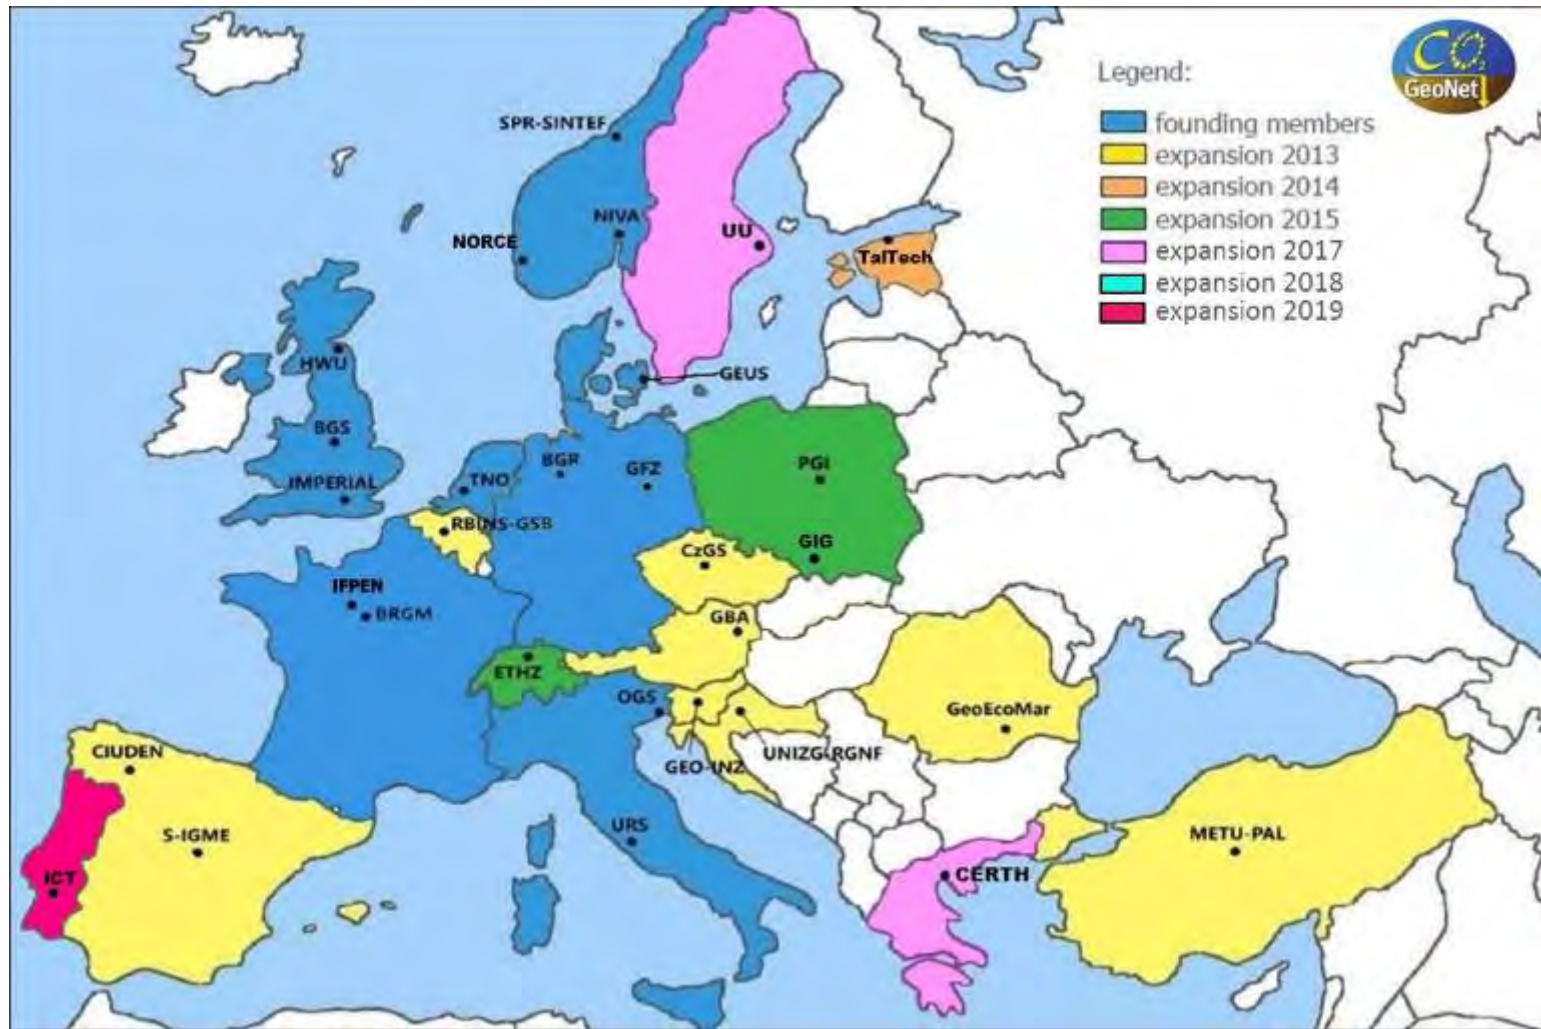 CO2
GeoNet
Legend:
founding members
expansion 2013
expansion 2014
expansion 2015
expansion 2017
expansion 2018
expansion 2019
SPR-SINTEF
NIVA
NORCE
UU
TalTech
HWU
GEUS
BGS
IMPERIAL
TNO
BGR
GFZ
PGI
RBINS-GSB
GIG
CzGS
IFPEN
BRGM
GBA
ETHZ
OGS
GeoEcoMar
CIUDEN
UNIZG-RGNF
GEO-INZ
S-IGME
URS
METU-PAL
ICT
CERTH